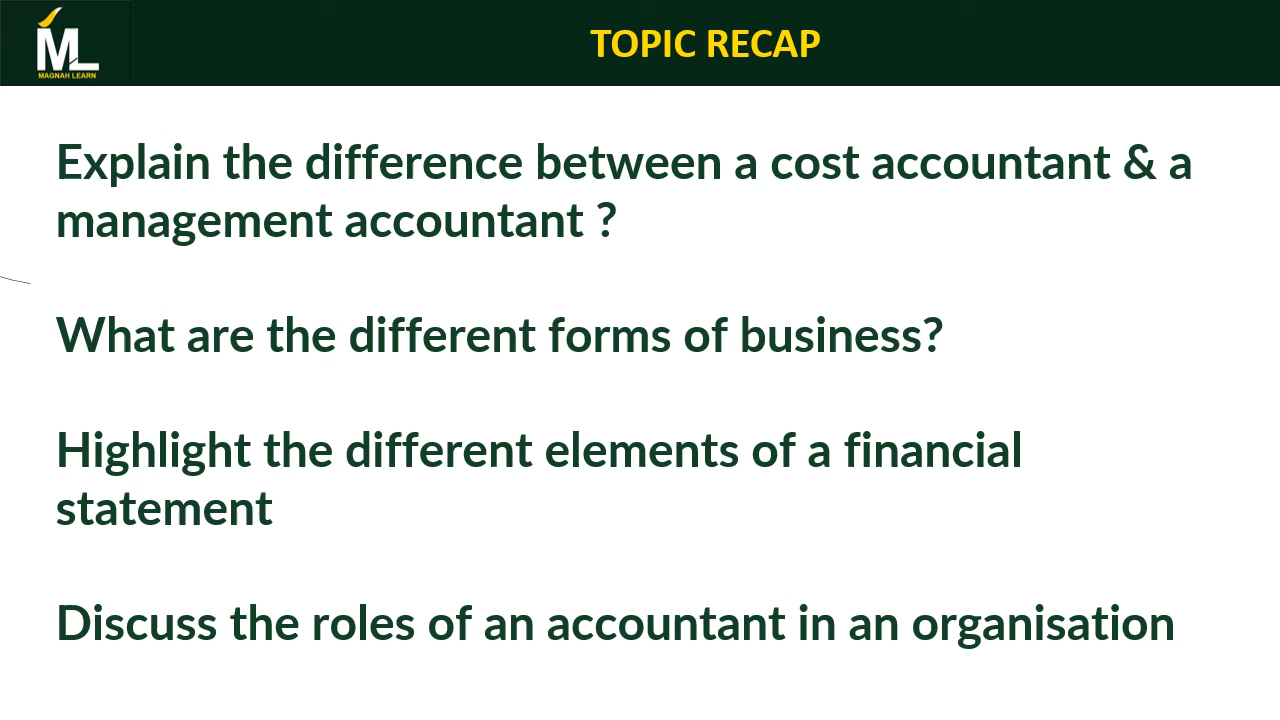 ML
MAGNAH LEARN
TOPIC RECAP
Explain the difference between a cost accountant & a
management accountant ?
What are the different forms of business?
Highlight the different elements of a financial
statement
Discuss the roles of an accountant in an organisation